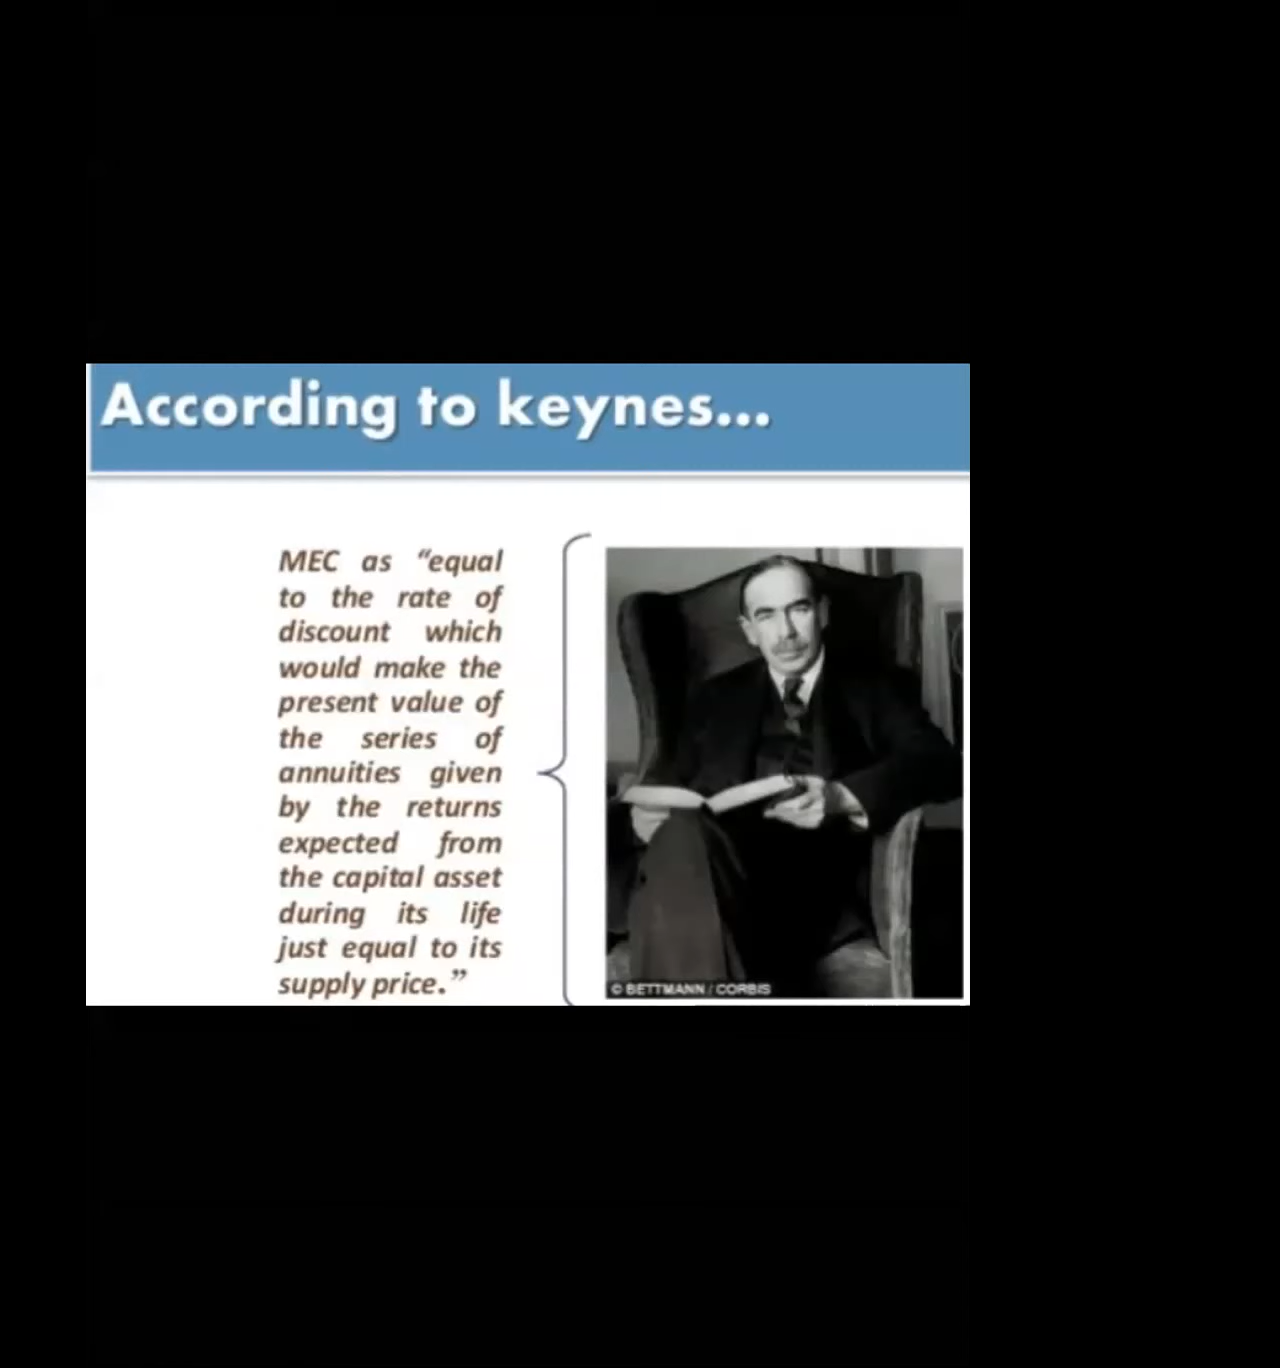 According to keynes...
MEC as “equal
to the rate of
discount which
would make the
present value of
the series of
annuities given
by the returns
expected from
the capital asset
during its life
just equal to its
supply price.”
© BETTMANN / CORBIS